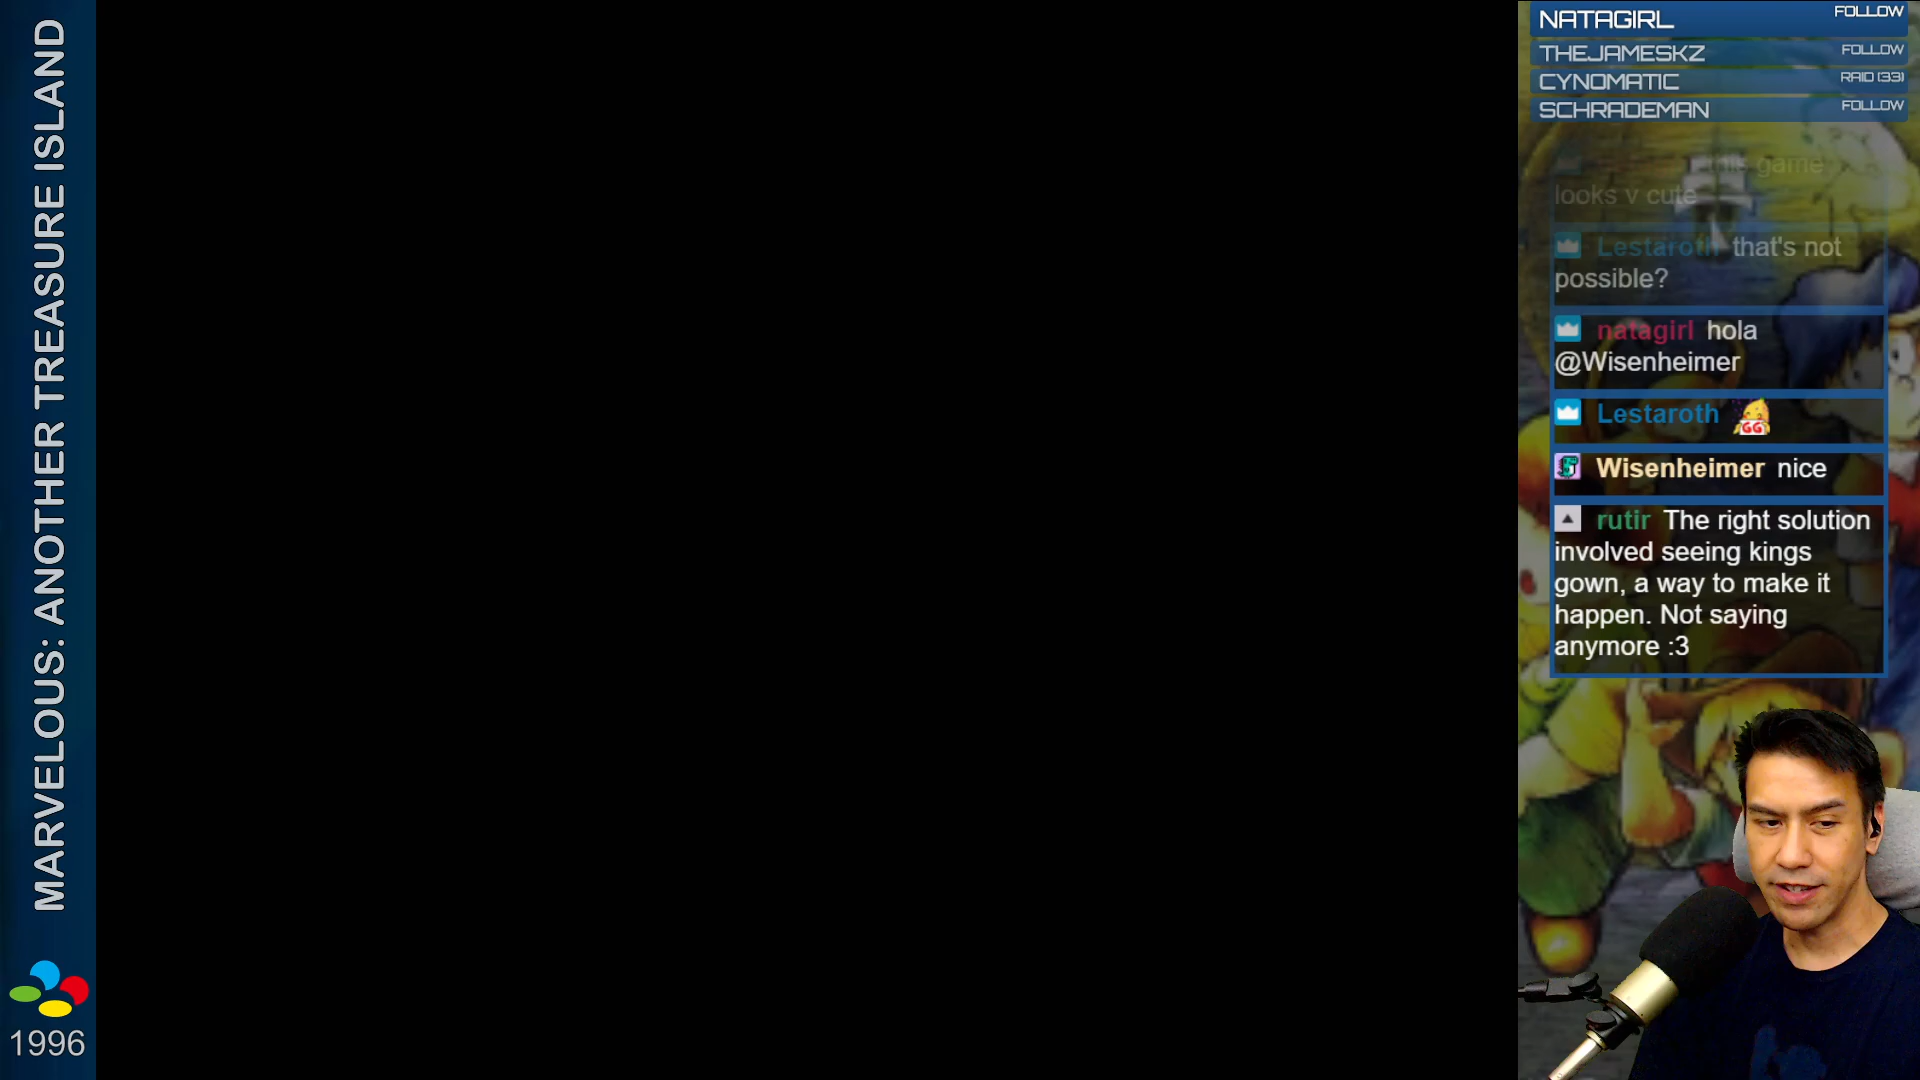 MARVELOUS: ANOTHER TREASURE ISLAND
1996
NATAGIRL FOLLOW
THEJAMESKZ FOLLOW
CYNOMATIC RAID (33)
SCHRADEMAN FOLLOW
this game
looks v cute
Lestaroth that's not
possible?
natagirl hola
@Wisenheimer
Lestaroth GG
Wisenheimer nice
rutir The right solution
involved seeing kings
gown, a way to make it
happen. Not saying
anymore :3